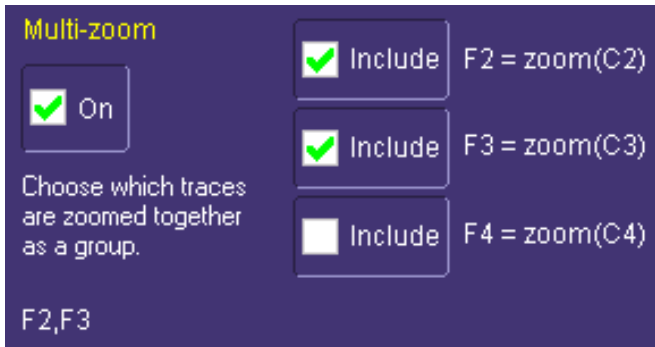 Multi-zoom
On
Choose which traces
are zoomed together
as a group.
F2,F3
Include F2 = zoom(C2)
Include F3 = zoom(C3)
Include F4 = zoom(C4)